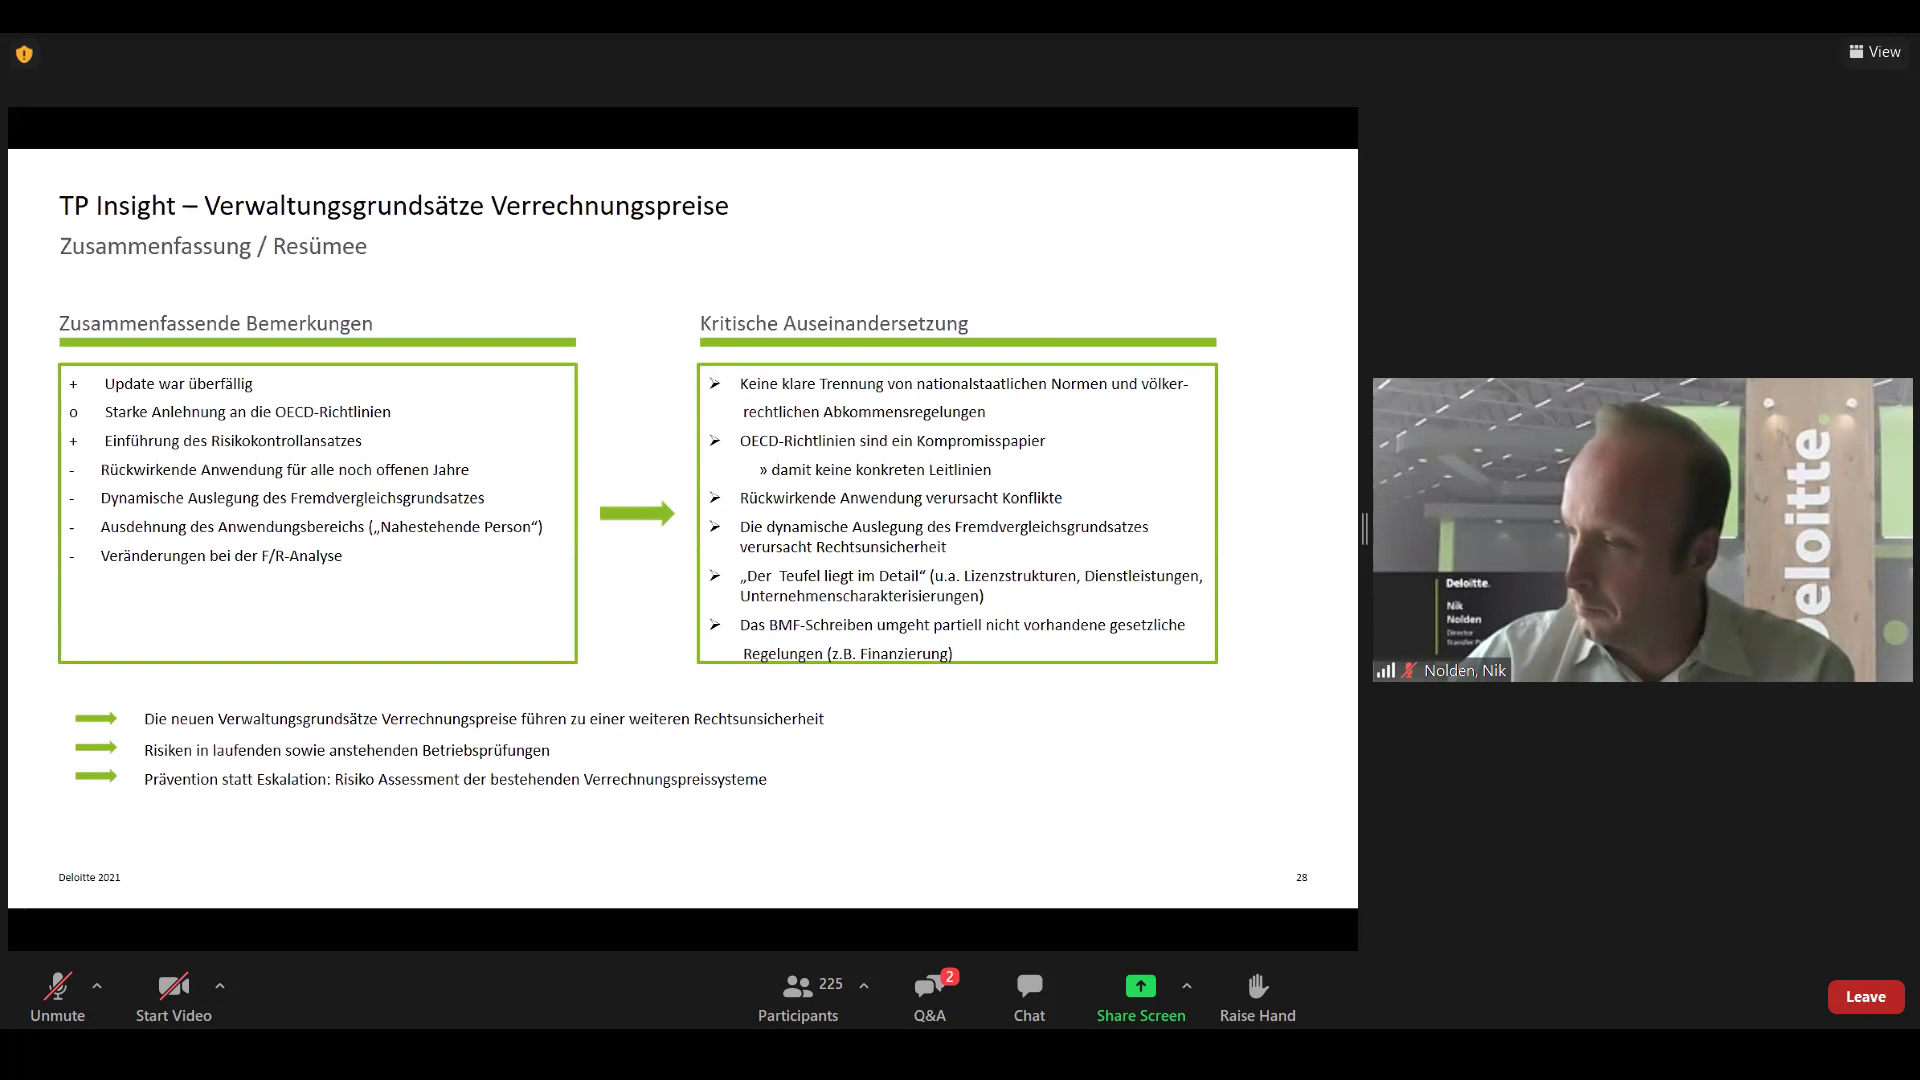 View
TP Insight – Verwaltungsgrundsätze Verrechnungspreise
Zusammenfassung / Resümee
Zusammenfassende Bemerkungen
+ Update war überfällig
o Starke Anlehnung an die OECD-Richtlinien
+ Einführung des Risikokontrollansatzes
- Rückwirkende Anwendung für alle noch offenen Jahre
- Dynamische Auslegung des Fremdvergleichsgrundsatzes
- Ausdehnung des Anwendungsbereichs („Nahestehende Person“)
- Veränderungen bei der F/R-Analyse
Kritische Auseinandersetzung
➢ Keine klare Trennung von nationalstaatlichen Normen und völker-
rechtlichen Abkommensregelungen
➢ OECD-Richtlinien sind ein Kompromisspapier
» damit keine konkreten Leitlinien
➢ Rückwirkende Anwendung verursacht Konflikte
➢ Die dynamische Auslegung des Fremdvergleichsgrundsatzes
verursacht Rechtsunsicherheit
➢ „Der Teufel liegt im Detail“ (u.a. Lizenzstrukturen, Dienstleistungen,
Unternehmenscharakterisierungen)
➢ Das BMF-Schreiben umgeht partiell nicht vorhandene gesetzliche
Regelungen (z.B. Finanzierung)
Die neuen Verwaltungsgrundsätze Verrechnungspreise führen zu einer weiteren Rechtsunsicherheit
Risiken in laufenden sowie anstehenden Betriebsprüfungen
Prävention statt Eskalation: Risiko Assessment der bestehenden Verrechnungspreissysteme
Deloitte 2021
28
Deloitte.
Deloitte.
Nik
Nolden
Director
Transfer
Nolden, Nik
Unmute
Start Video
225
Participants
2
Q&A
Chat
Share Screen
Raise Hand
Leave